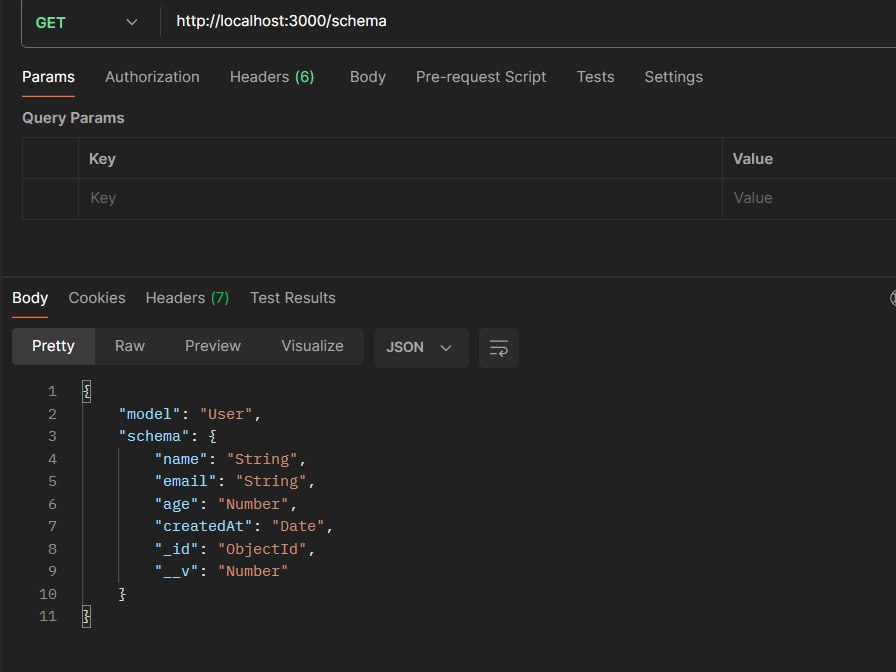 GET http://localhost:3000/schema
Params Authorization Headers (6) Body Pre-request Script Tests Settings
Query Params
Key Value
Key Value
Body Cookies Headers (7) Test Results
Pretty Raw Preview Visualize JSON
1 {
2 "model": "User",
3 "schema": {
4 "name": "String",
5 "email": "String",
6 "age": "Number",
7 "createdAt": "Date",
8 "_id": "ObjectId",
9 "__v": "Number"
10 }
11 }